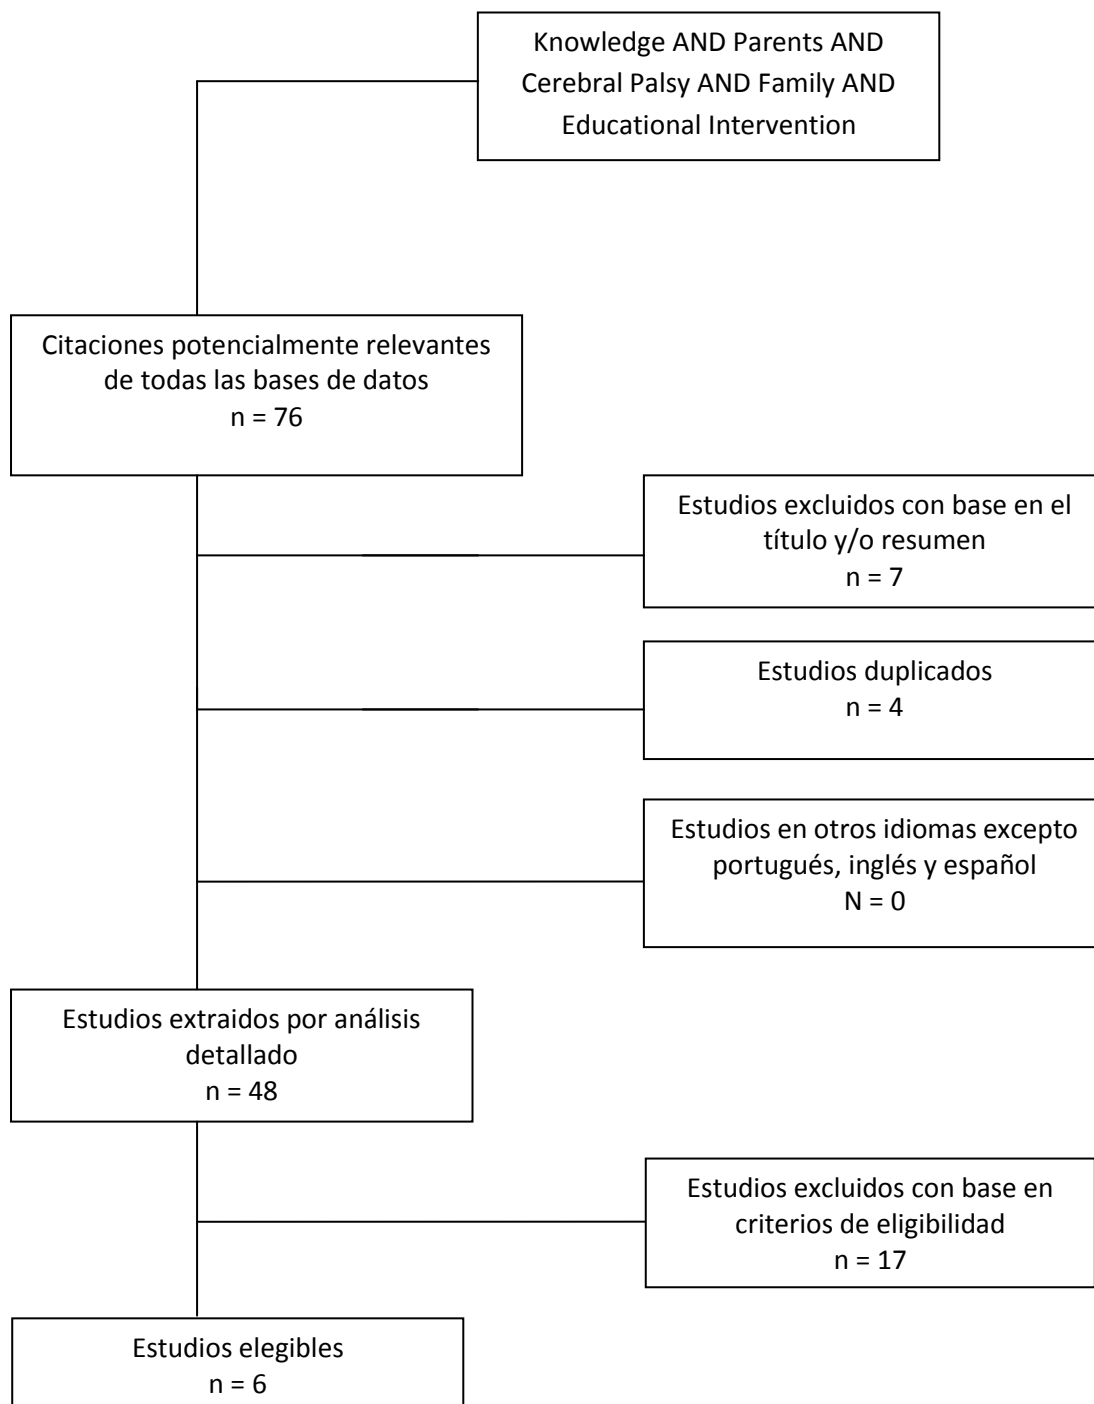 Knowledge AND Parents AND
Cerebral Palsy AND Family AND
Educational Intervention
Citaciones potencialmente relevantes
de todas las bases de datos
n = 76
Estudios excluidos con base en el
título y/o resumen
n = 7
Estudios duplicados
n = 4
Estudios en otros idiomas excepto
portugués, inglés y español
N = 0
Estudios extraidos por análisis
detallado
n = 48
Estudios excluidos con base en
criterios de eligibilidad
n = 17
Estudios elegibles
n = 6